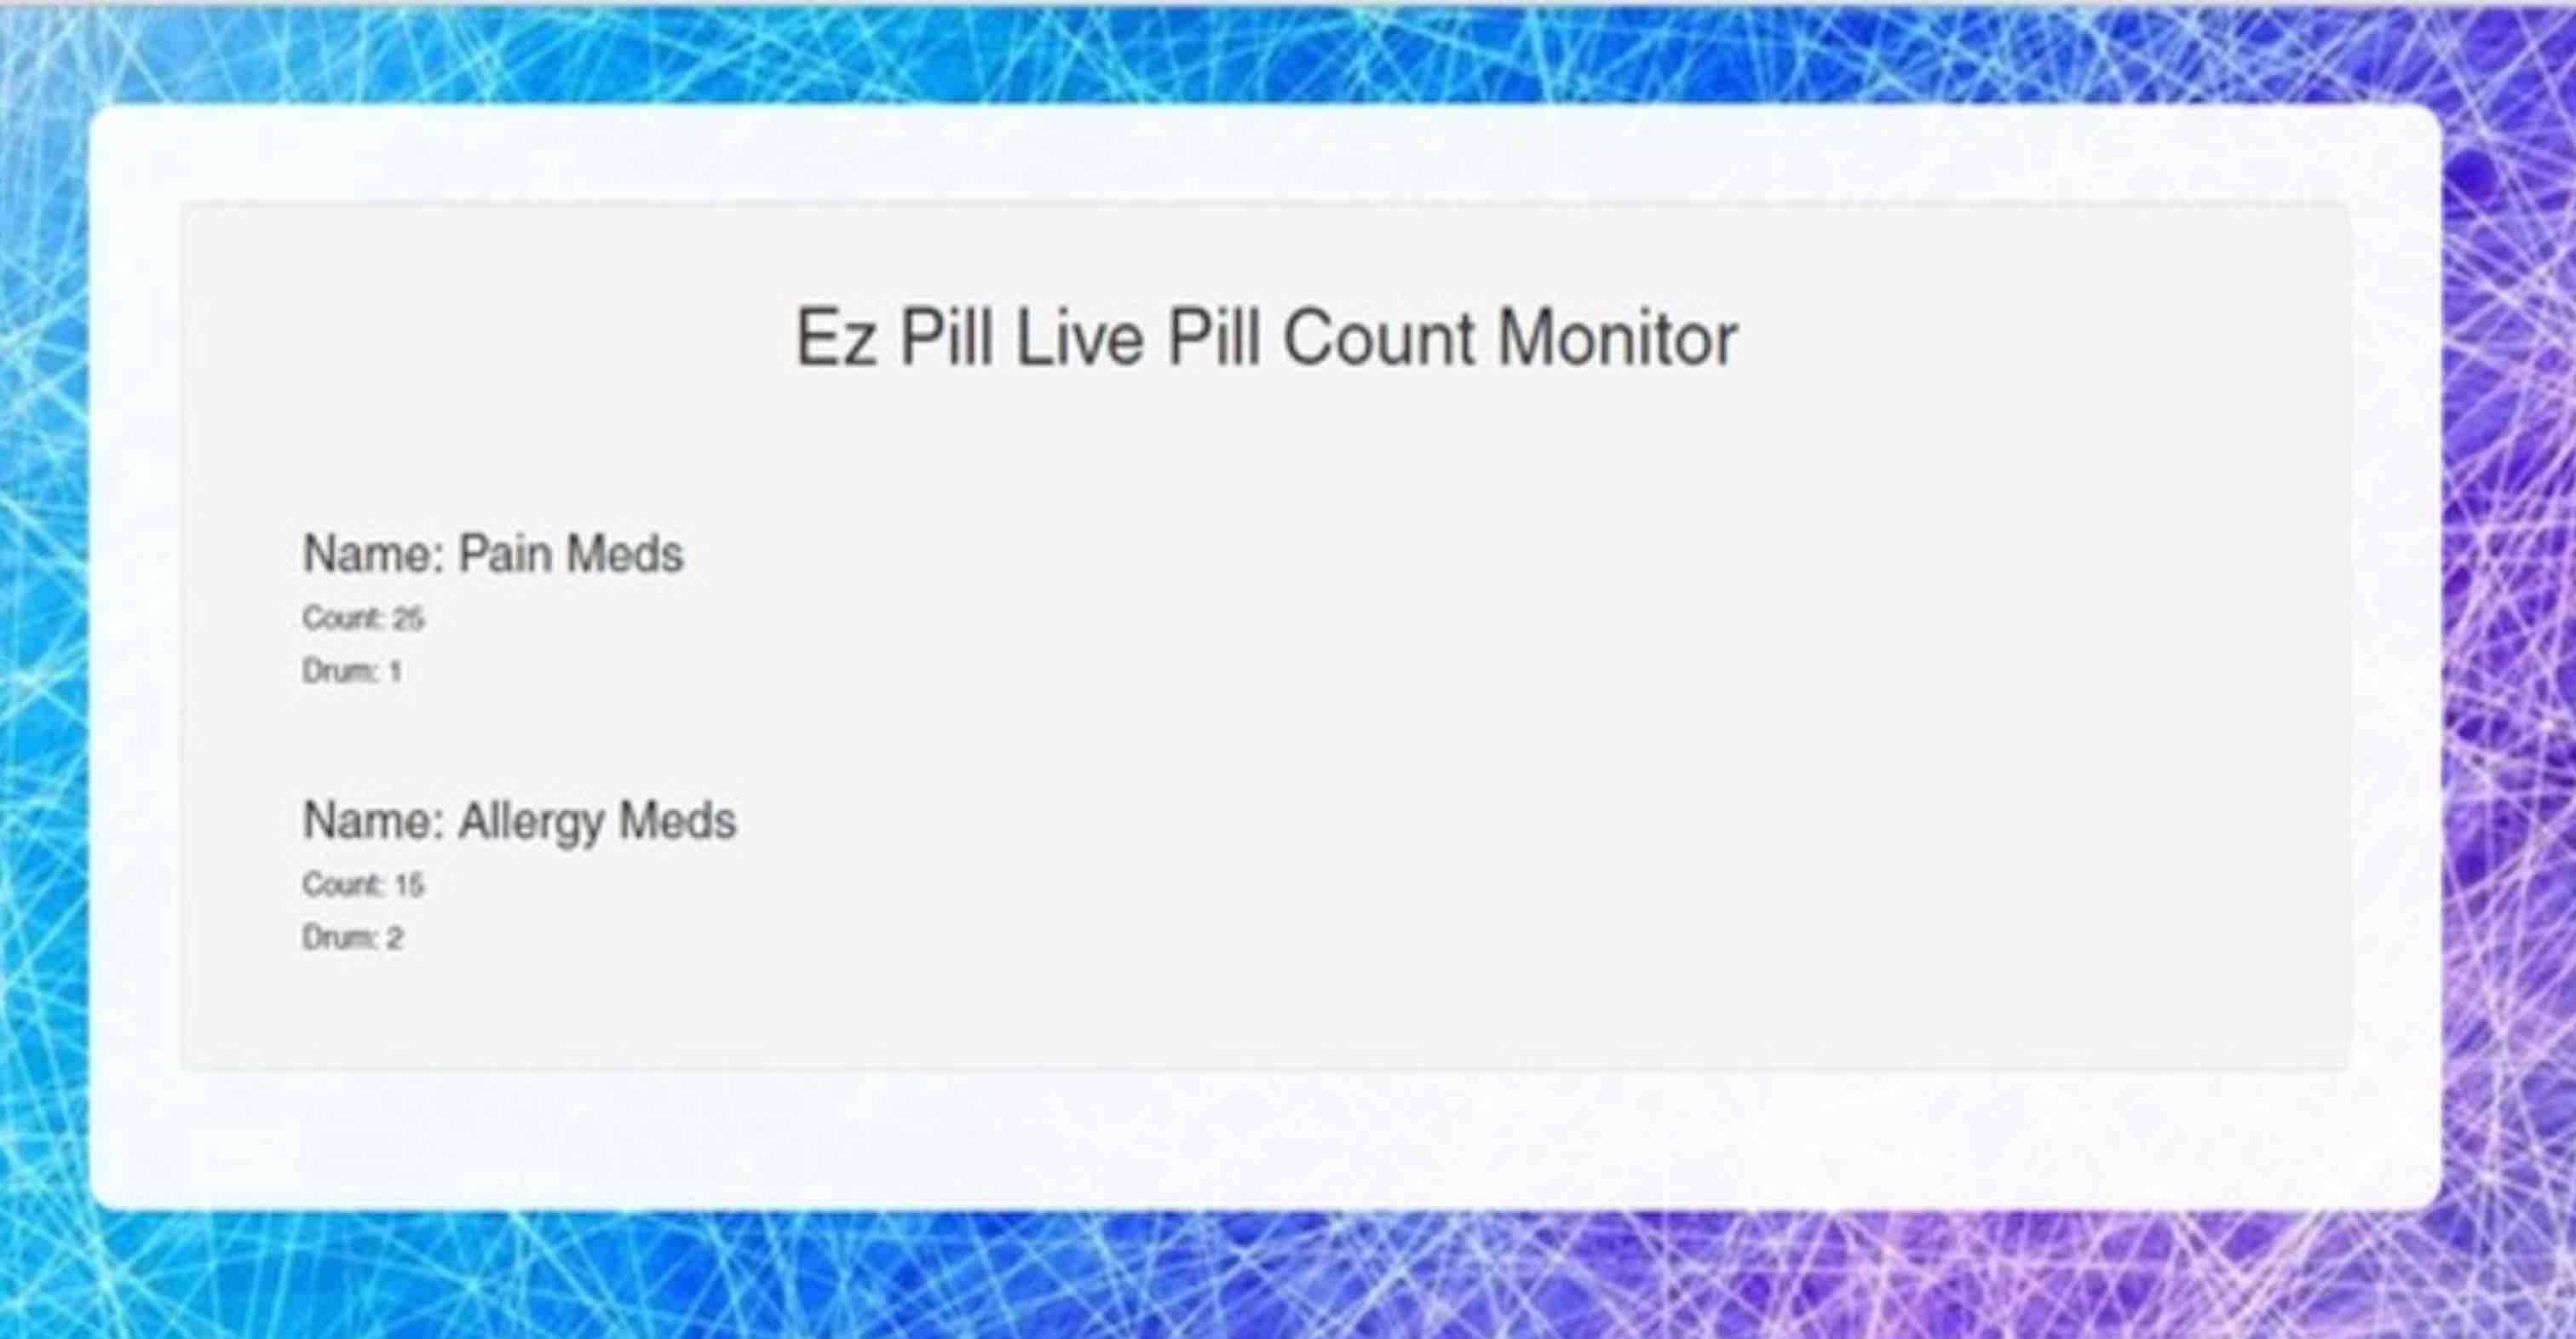 Ez Pill Live Pill Count Monitor
Name: Pain Meds
Count: 25
Drum: 1
Name: Allergy Meds
Count: 15
Drum: 2